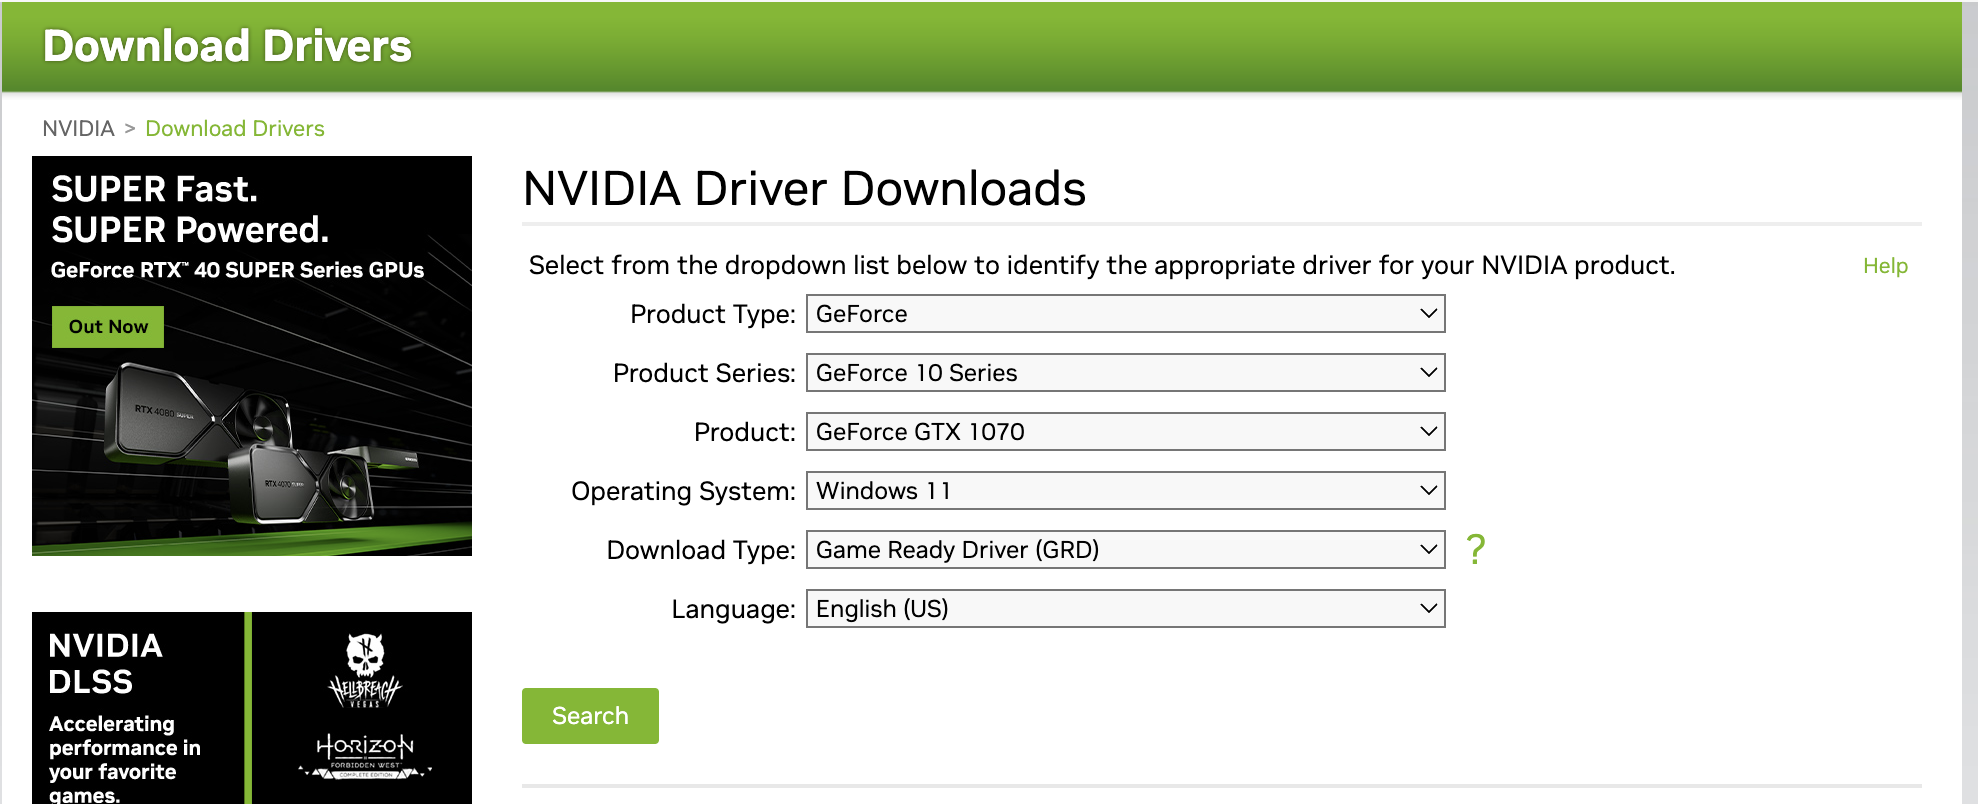 Download Drivers
NVIDIA > Download Drivers
SUPER Fast.
SUPER Powered.
GeForce RTX™ 40 SUPER Series GPUs
Out Now
RTX 4080 SUPER
RTX 4070 SUPER
NVIDIA
DLSS
Accelerating
performance in
your favorite
games.
HELLBREACH
VEGAS
HORIZON
FORBIDDEN WEST
COMPLETE EDITION
NVIDIA Driver Downloads
Select from the dropdown list below to identify the appropriate driver for your NVIDIA product.
Help
Product Type: GeForce
Product Series: GeForce 10 Series
Product: GeForce GTX 1070
Operating System: Windows 11
Download Type: Game Ready Driver (GRD) ?
Language: English (US)
Search